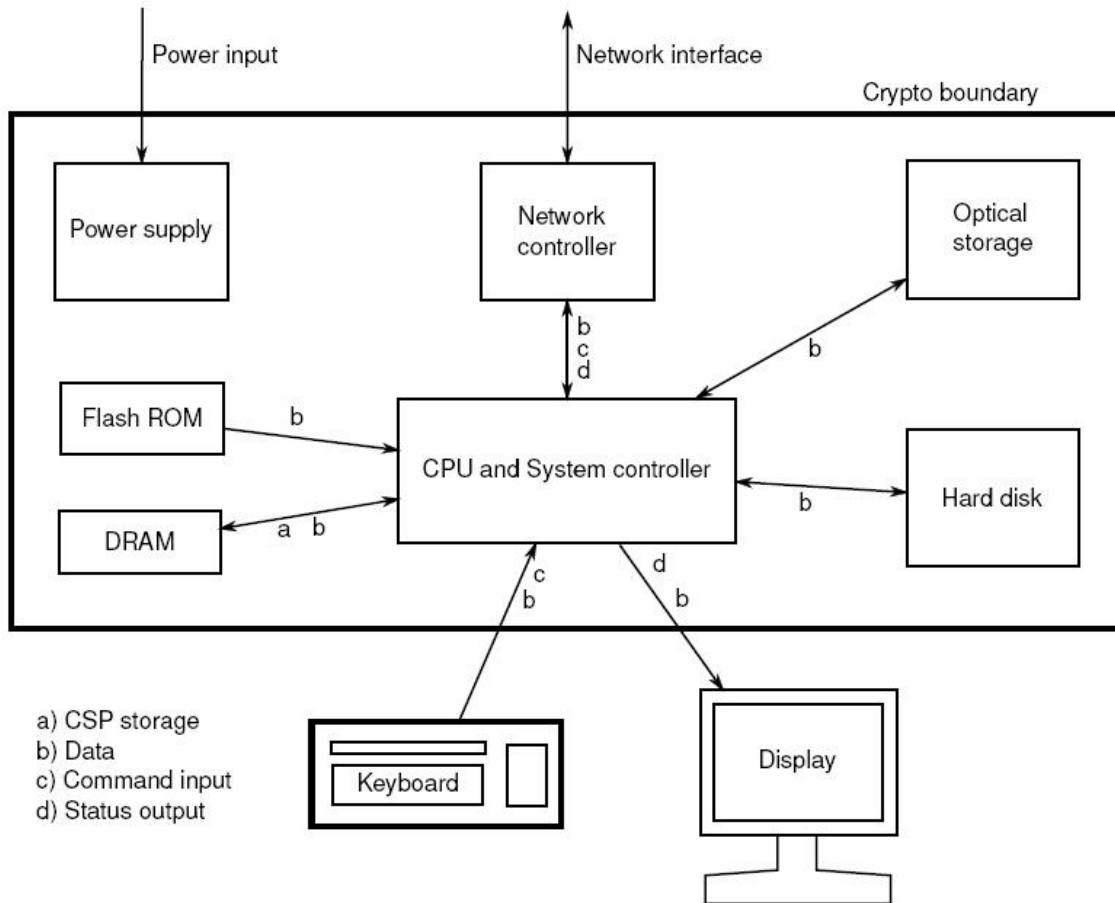 Power input
Network interface
Crypto boundary
Power supply
Network
controller
Optical
storage
b
c
d
b
Flash ROM
b
CPU and System controller
b
Hard disk
DRAM
a b
c
b
d
b
a) CSP storage
b) Data
c) Command input
d) Status output
Keyboard
Display